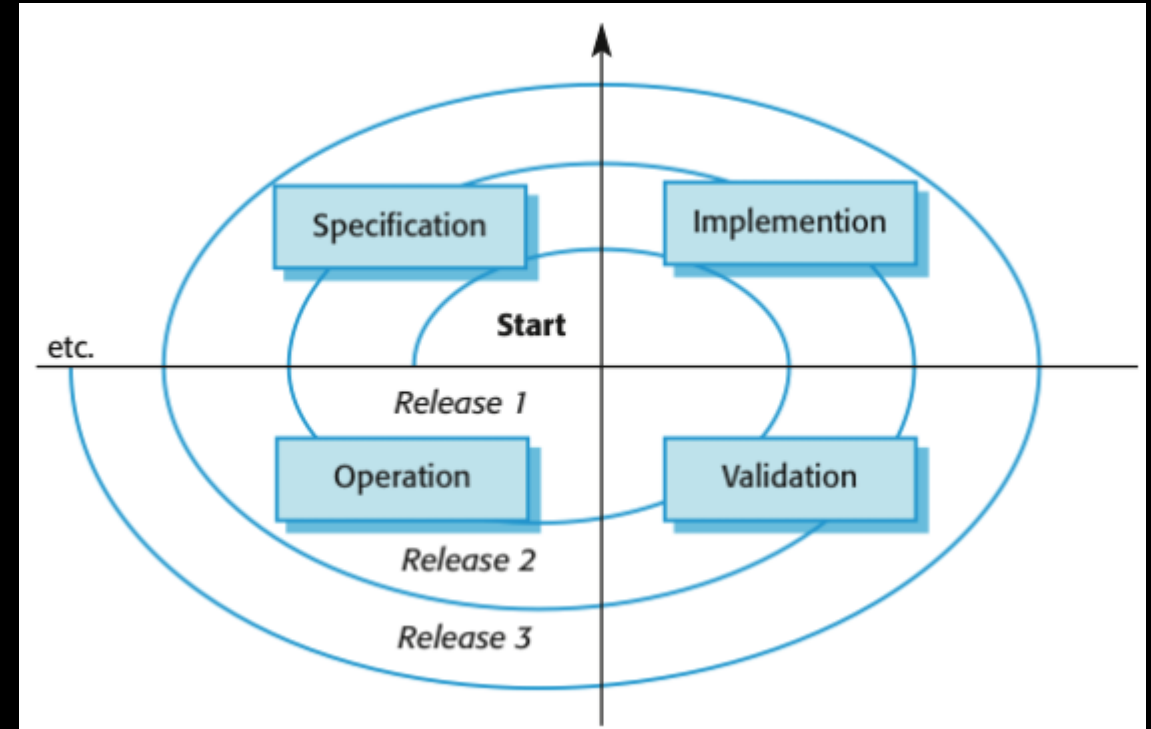 Specification
Implemention
Start
etc.
Release 1
Operation
Validation
Release 2
Release 3